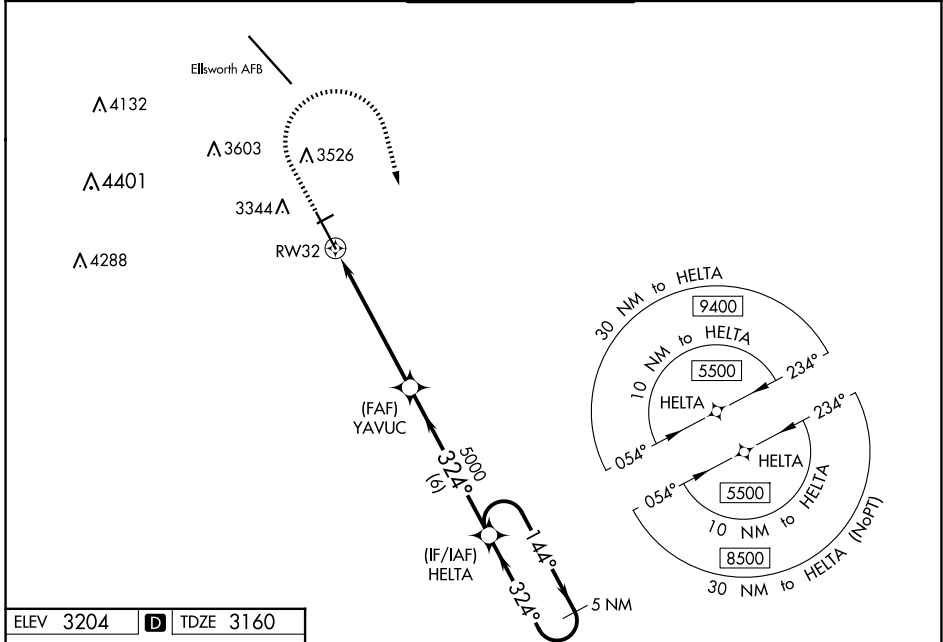 Ellsworth AFB
4132
3603
3526
4401
3344
4288
RW32
(FAF)
YAVUC
5000
324°
(6)
(IF/IAF)
HELTA
144°
324°
5 NM
30 NM to HELTA
9400
10 NM to HELTA
5500
234°
HELTA
054°
234°
HELTA
054°
5500
10 NM to HELTA
8500
30 NM to HELTA (NoPT)
ELEV 3204 D TDZE 3160